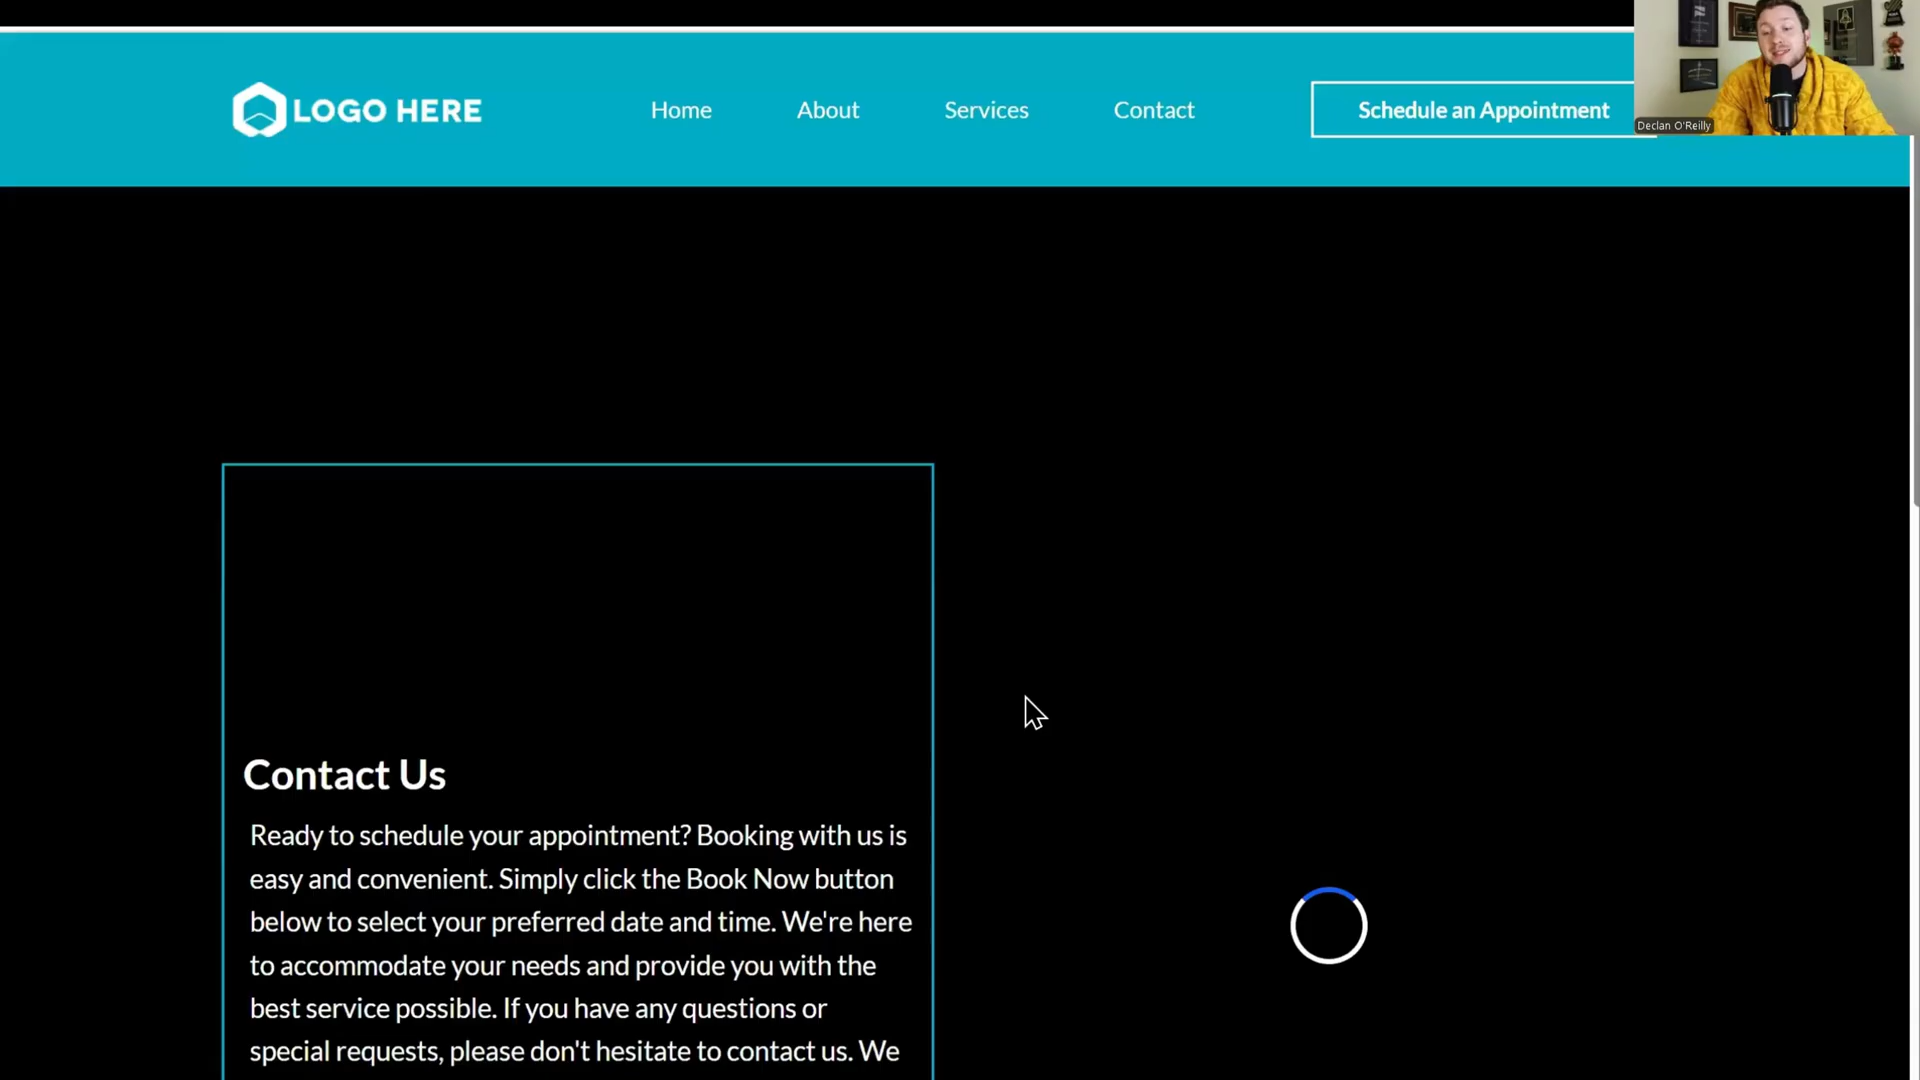 LOGO HERE
Home
About
Services
Contact
Schedule an Appointment
Declan O'Reilly
Contact Us
Ready to schedule your appointment? Booking with us is
easy and convenient. Simply click the Book Now button
below to select your preferred date and time. We're here
to accommodate your needs and provide you with the
best service possible. If you have any questions or
special requests, please don't hesitate to contact us. We